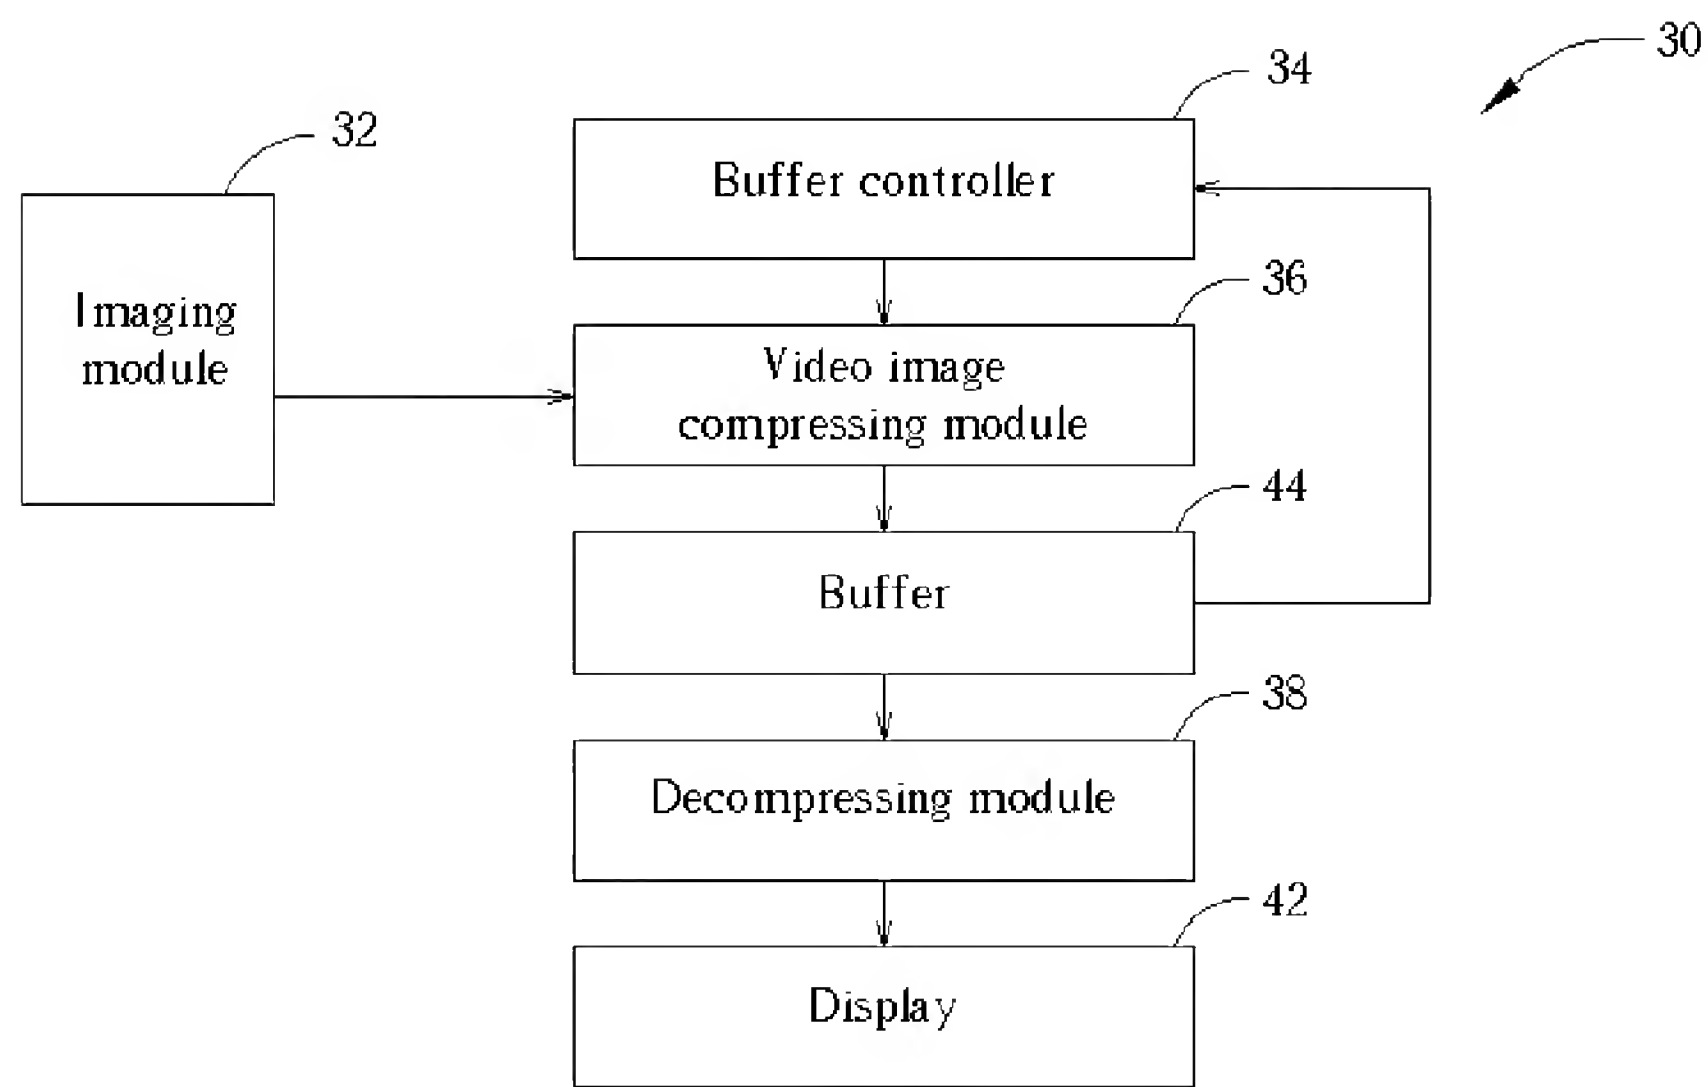 30
34
Buffer controller
32
Imaging
module
36
Video image
compressing module
44
Buffer
38
Decompressing module
42
Display